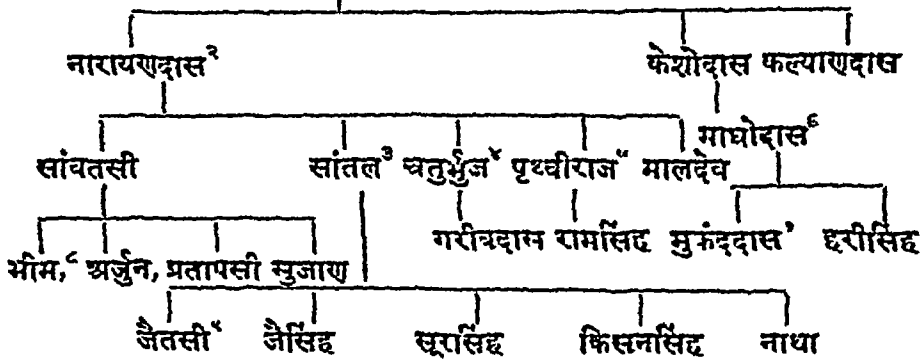 नारायणदास² केशोदास कल्याणदास
माधोदास⁶
सांवतसी सांतल³ चतुर्भुज⁴ पृथ्वीराज⁵ मालदेव
गरीबदास रामसिंह मुकंददास⁷ हरीसिंह
भीम,⁸ अर्जुन, प्रतापसी सुजाण
जैतसी⁹ जैसिंह सूरसिंह किसनसिंह नाथा